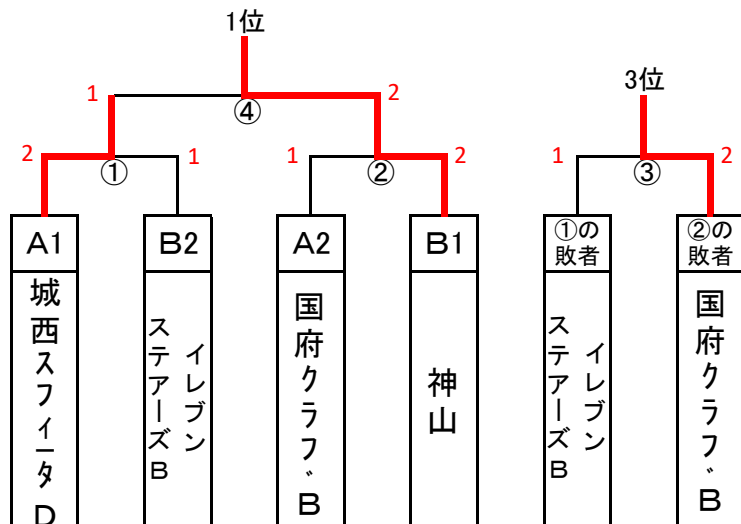 1位
3位
1
④
2
2
①
1
1
②
2
1
③
2
A1
B2
A2
B1
①の
敗者
②の
敗者
城西スフィータD
イレブン
ステアーズB
国府クラブB
神山
イレブン
ステアーズB
国府クラブB